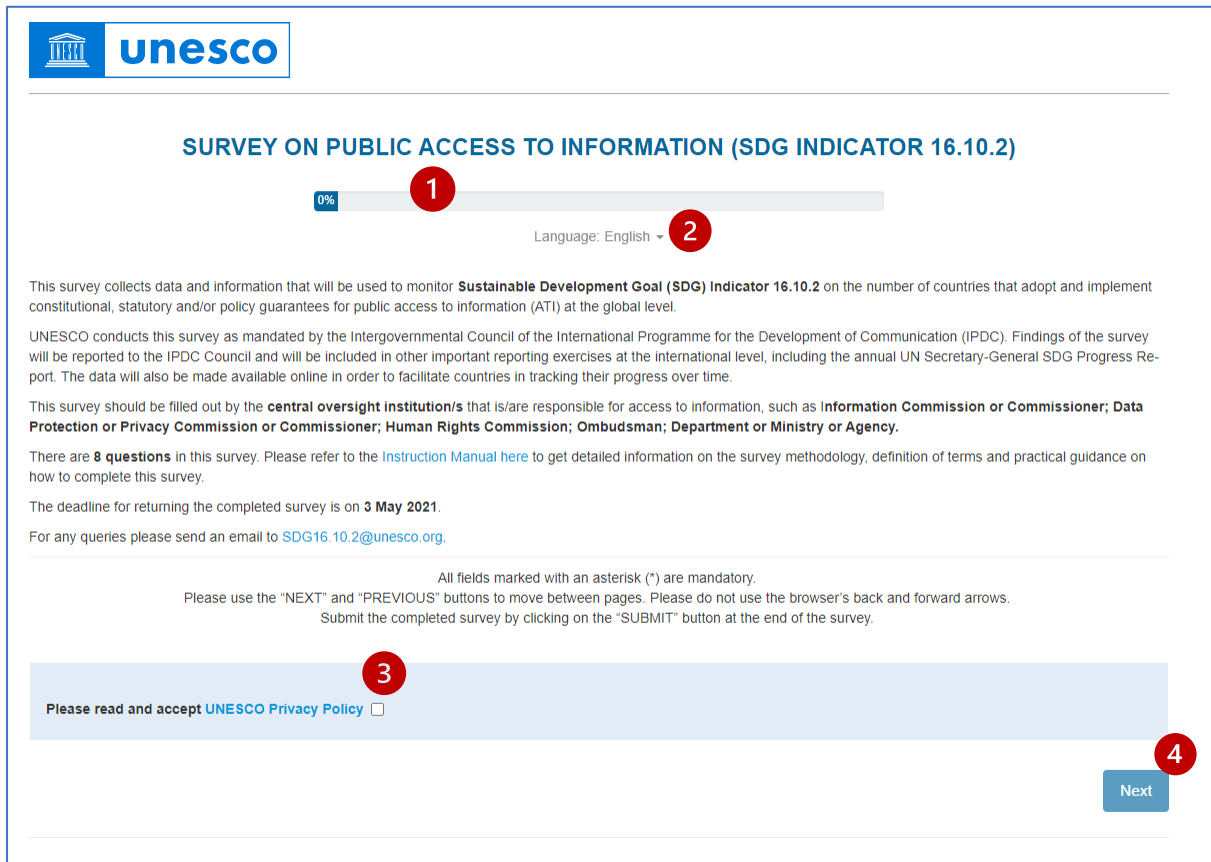 UNESCO
unesco
SURVEY ON PUBLIC ACCESS TO INFORMATION (SDG INDICATOR 16.10.2)
1
0%
Language: English
2
This survey collects data and information that will be used to monitor Sustainable Development Goal (SDG) Indicator 16.10.2 on the number of countries that adopt and implement
constitutional, statutory and/or policy guarantees for public access to information (ATI) at the global level.
UNESCO conducts this survey as mandated by the Intergovernmental Council of the International Programme for the Development of Communication (IPDC). Findings of the survey
will be reported to the IPDC Council and will be included in other important reporting exercises at the international level, including the annual UN Secretary-General SDG Progress Re-
port. The data will also be made available online in order to facilitate countries in tracking their progress over time.
This survey should be filled out by the central oversight institution/s that is/are responsible for access to information, such as Information Commission or Commissioner; Data
Protection or Privacy Commission or Commissioner; Human Rights Commission; Ombudsman; Department or Ministry or Agency.
There are 8 questions in this survey. Please refer to the Instruction Manual here to get detailed information on the survey methodology, definition of terms and practical guidance on
how to complete this survey.
The deadline for returning the completed survey is on 3 May 2021.
For any queries please send an email to SDG16.10.2@unesco.org.
All fields marked with an asterisk (*) are mandatory.
Please use the “NEXT” and “PREVIOUS” buttons to move between pages. Please do not use the browser’s back and forward arrows.
Submit the completed survey by clicking on the “SUBMIT” button at the end of the survey.
3
Please read and accept UNESCO Privacy Policy
4
Next